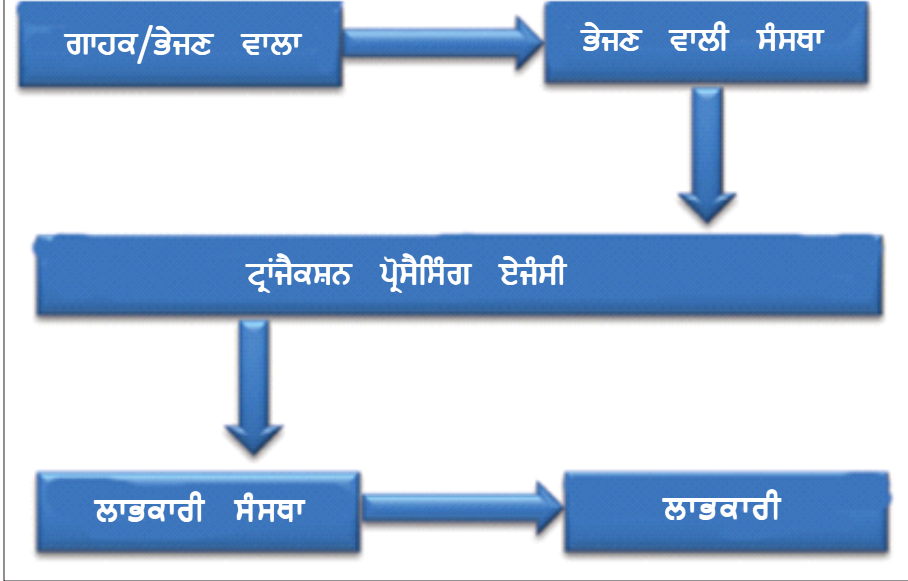 ਗਾਹਕ/ਭੇਜਣ ਵਾਲਾ
ਭੇਜਣ ਵਾਲੀ ਸੰਸਥਾ
ਟ੍ਰਾਂਜੈਕਸ਼ਨ ਪ੍ਰੋਸੈਸਿੰਗ ਏਜੰਸੀ
ਲਾਭਕਾਰੀ ਸੰਸਥਾ
ਲਾਭਕਾਰੀ